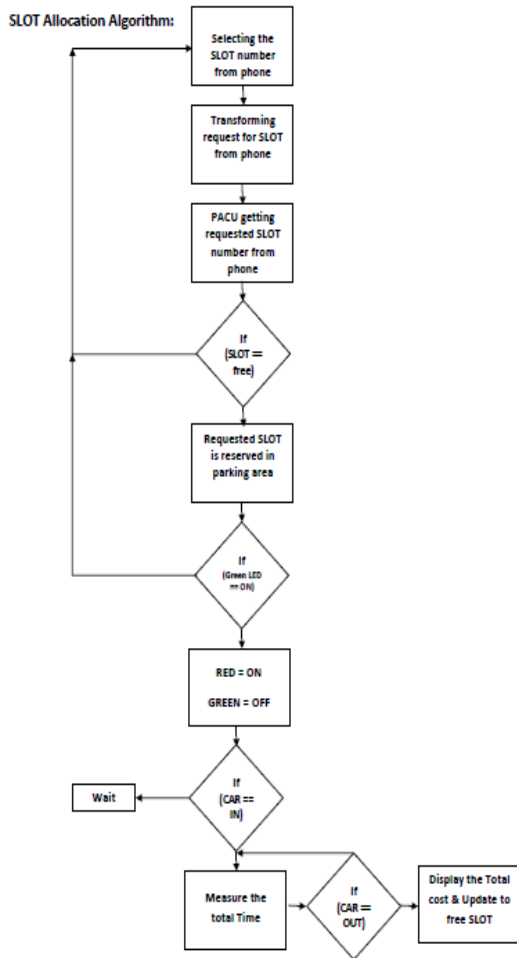 SLOT Allocation Algorithm:
Selecting the
SLOT number
from phone
Transforming
request for SLOT
from phone
PACU getting
requested SLOT
number from
phone
If
(SLOT ==
free)
Requested SLOT
is reserved in
parking area
If
(Green LED
== ON)
RED = ON
GREEN = OFF
If
(CAR ==
IN)
Wait
Measure the
total Time
If
(CAR ==
OUT)
Display the Total
cost & Update to
free SLOT